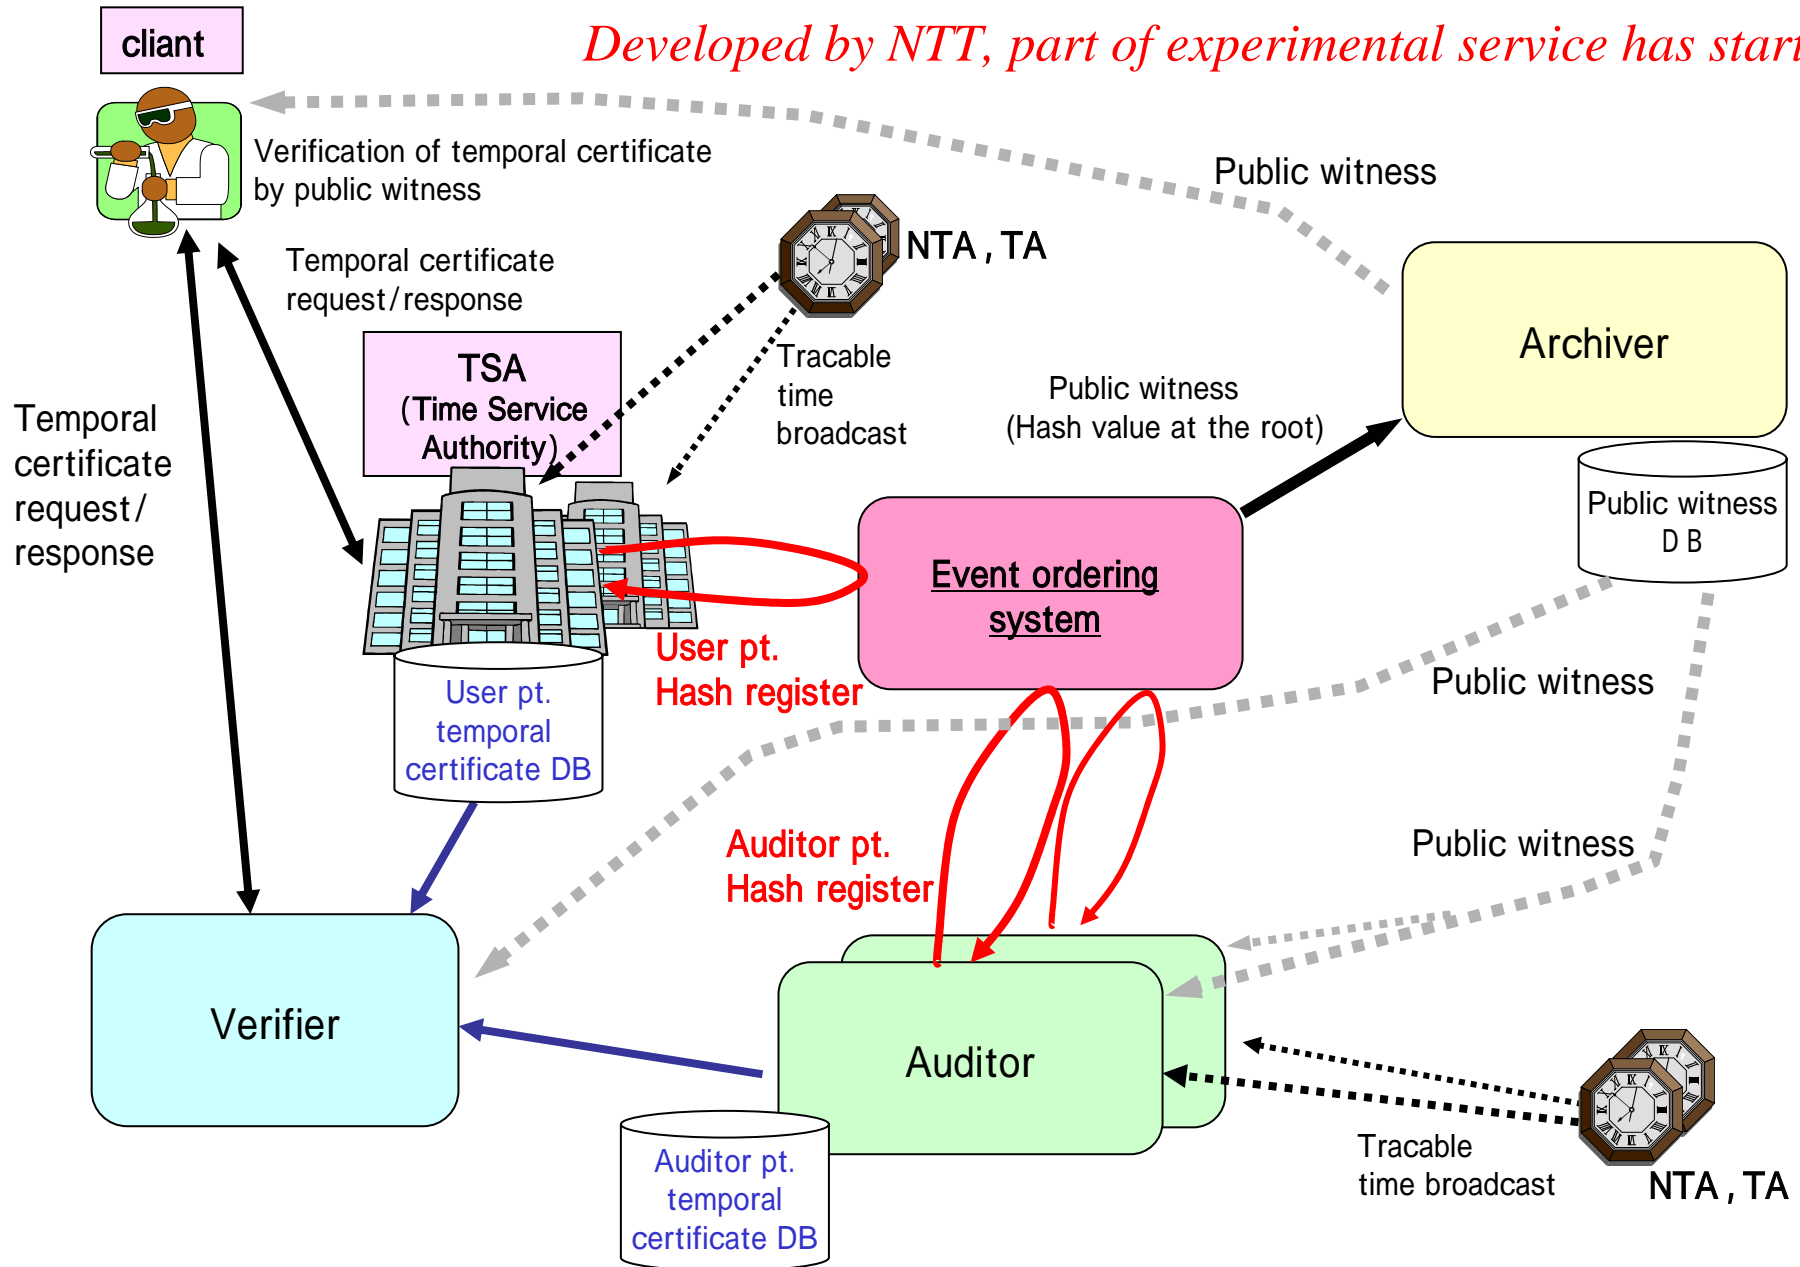 cliant
Developed by NTT, part of experimental service has start
Verification of temporal certificate
by public witness
Public witness
NTA , TA
Temporal certificate
request/response
TSA
(Time Service
Authority)
Tracable
time
broadcast
Public witness
(Hash value at the root)
Archiver
Temporal
certificate
request/
response
Public witness
D B
Event ordering
system
User pt.
Hash register
User pt.
temporal
certificate DB
Public witness
Auditor pt.
Hash register
Public witness
Verifier
Auditor
Auditor pt.
temporal
certificate DB
Tracable
time broadcast
NTA , TA